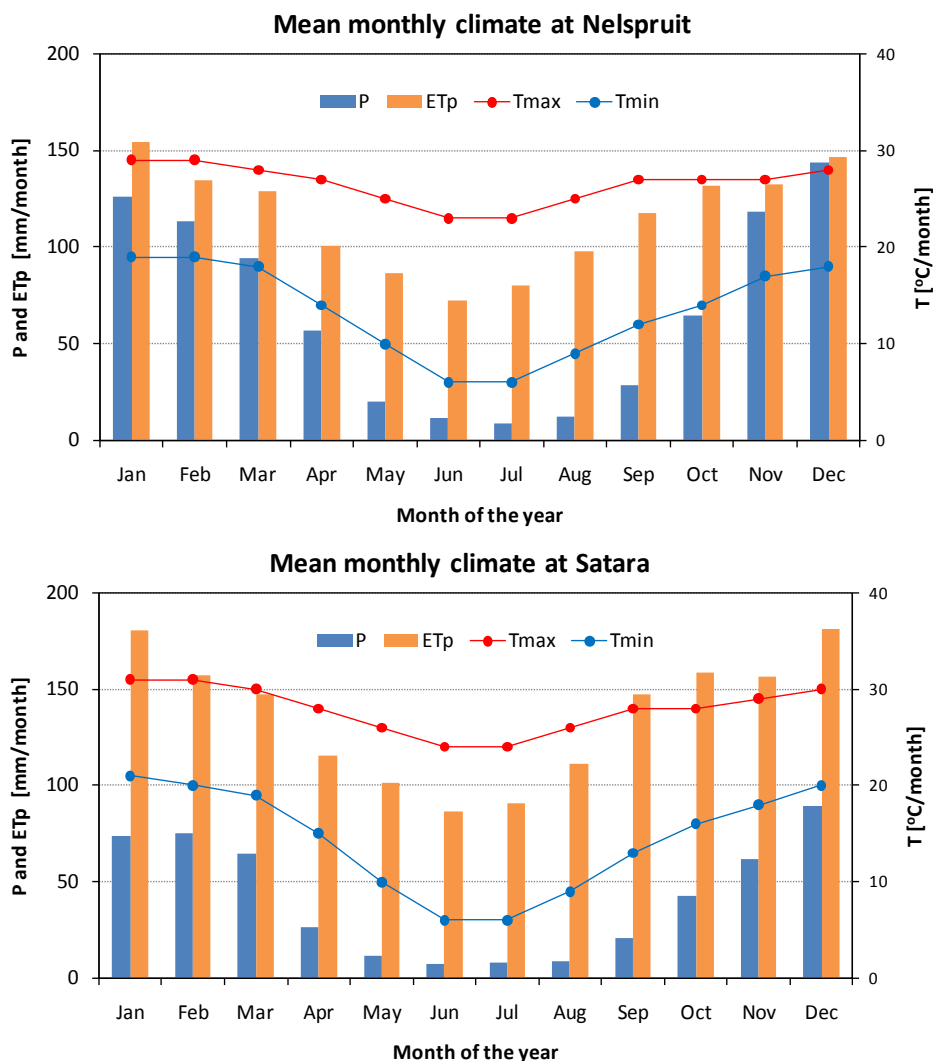 Mean monthly climate at Nelspruit
200
150
100
50
0
P and ETp [mm/month]
40
30
20
10
0
T [°C/month]
P ETp Tmax Tmin
Jan Feb Mar Apr May Jun Jul Aug Sep Oct Nov Dec
Month of the year
Mean monthly climate at Satara
200
150
100
50
0
P and ETp [mm/month]
40
30
20
10
0
T [°C/month]
P ETp Tmax Tmin
Jan Feb Mar Apr May Jun Jul Aug Sep Oct Nov Dec
Month of the year